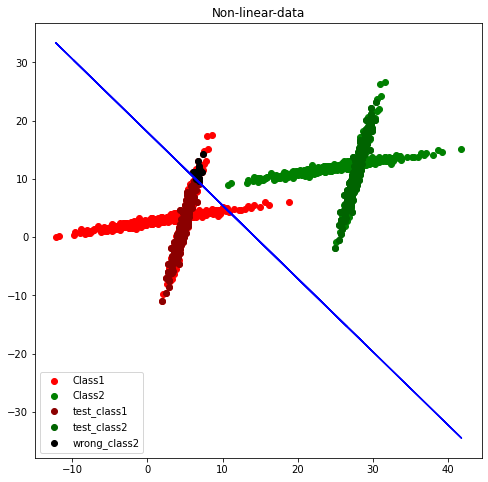 Non-linear-data
30
20
10
0
−10
−20
−30
Class1
Class2
test_class1
test_class2
wrong_class2
−10 0 10 20 30 40